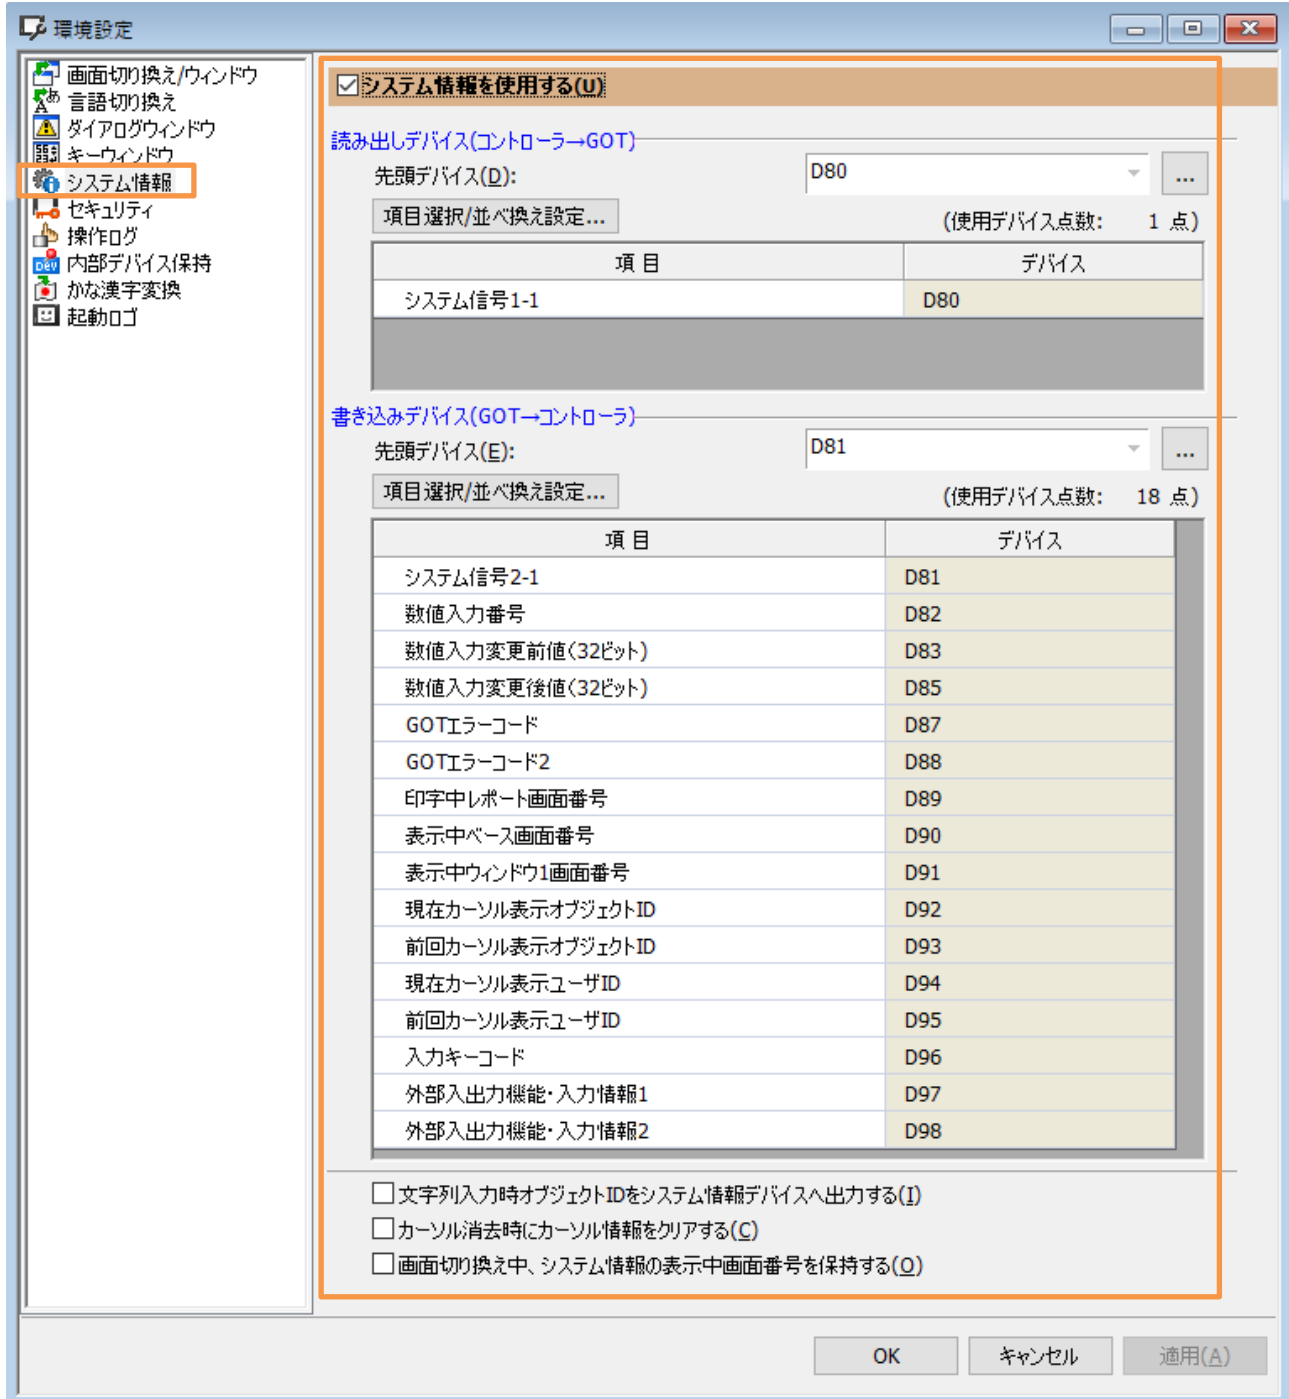 環境設定
画面切り換え/ウィンドウ
言語切り換え
ダイアログウィンドウ
キーウィンドウ
システム情報
セキュリティ
操作ログ
内部デバイス保持
かな漢字変換
起動ロゴ
システム情報を使用する(U)
読み出しデバイス(コントローラ→GOT)
先頭デバイス(D): D80 ...
項目選択/並べ換え設定... (使用デバイス点数: 1 点)
項目 デバイス
システム信号1-1 D80
書き込みデバイス(GOT→コントローラ)
先頭デバイス(E): D81 ...
項目選択/並べ換え設定... (使用デバイス点数: 18 点)
項目 デバイス
システム信号2-1 D81
数値入力番号 D82
数値入力変更前値(32ビット) D83
数値入力変更後値(32ビット) D85
GOTエラーコード D87
GOTエラーコード2 D88
印字中レポート画面番号 D89
表示中ベース画面番号 D90
表示中ウィンドウ1画面番号 D91
現在カーソル表示オブジェクトID D92
前回カーソル表示オブジェクトID D93
現在カーソル表示ユーザID D94
前回カーソル表示ユーザID D95
入力キーコード D96
外部入出力機能・入力情報1 D97
外部入出力機能・入力情報2 D98
文字列入力時オブジェクトIDをシステム情報デバイスへ出力する(I)
カーソル消去時にカーソル情報をクリアする(C)
画面切り換え中、システム情報の表示中画面番号を保持する(O)
OK キャンセル 適用(A)